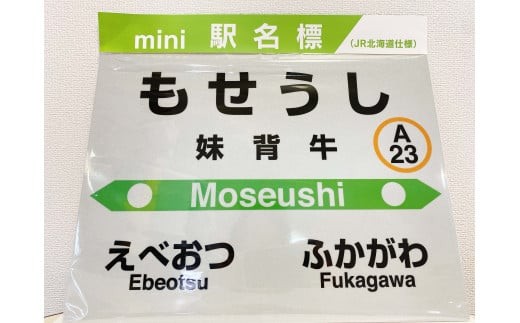 mini 駅名標 (JR北海道仕様)
もせうし
妹背牛
A
23
Moseushi
えべおつ ふかがわ
Ebeotsu Fukagawa